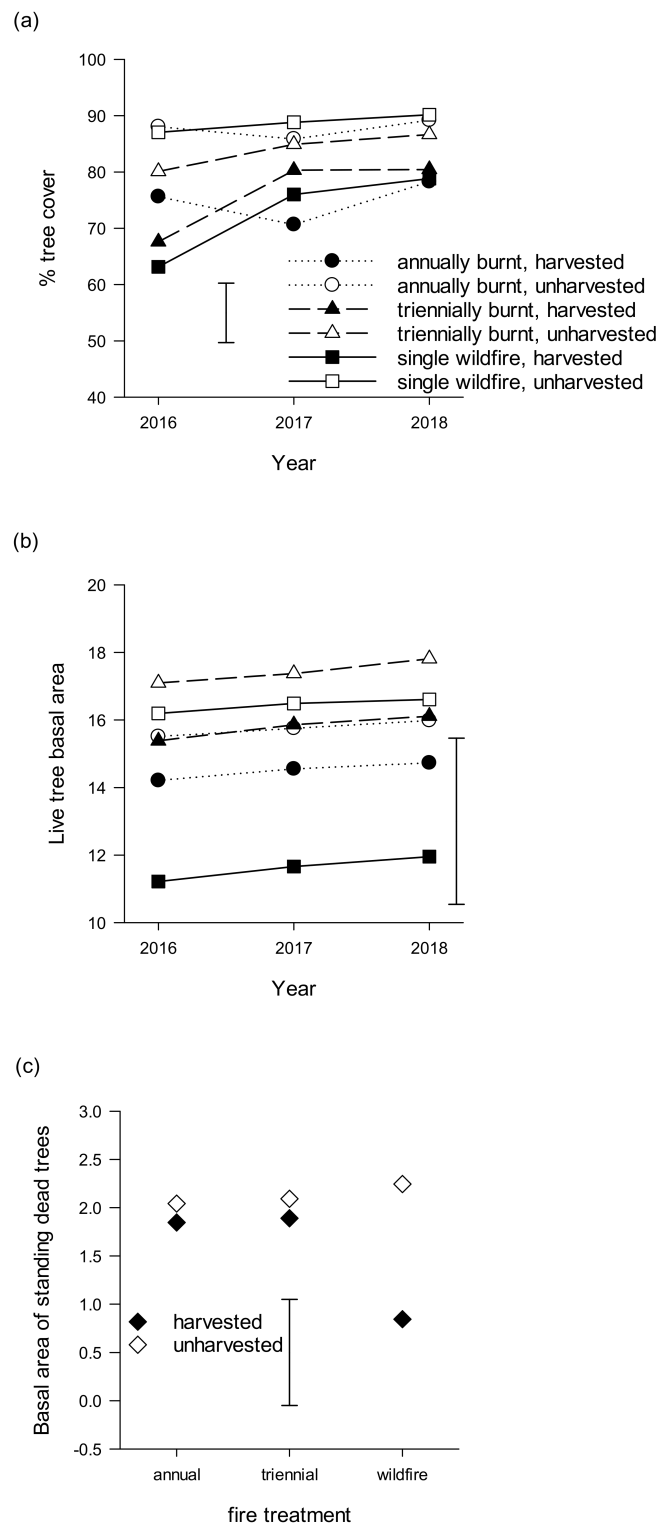 (a)
100
90
80
70
60
50
40
% tree cover
annually burnt, harvested
annually burnt, unharvested
triennially burnt, harvested
triennially burnt, unharvested
single wildfire, harvested
single wildfire, unharvested
2016 2017 2018
Year
(b)
20
18
16
14
12
10
Live tree basal area
2016 2017 2018
Year
(c)
3.0
2.5
2.0
1.5
1.0
0.5
0.0
-0.5
Basal area of standing dead trees
harvested
unharvested
annual triennial wildfire
fire treatment